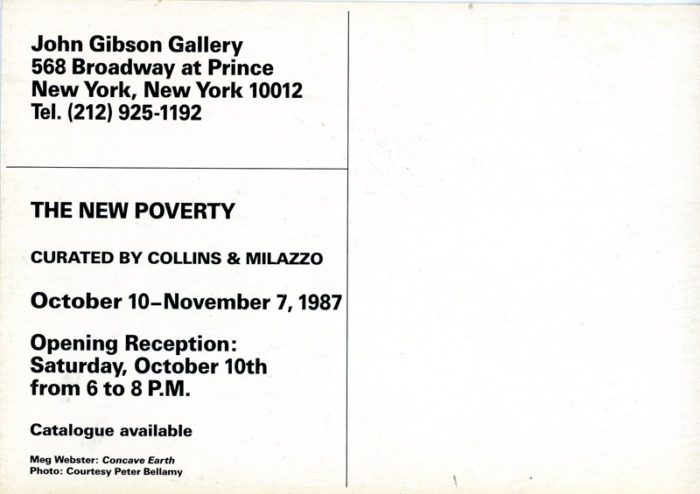 John Gibson Gallery
568 Broadway at Prince
New York, New York 10012
Tel. (212) 925-1192
THE NEW POVERTY
CURATED BY COLLINS & MILAZZO
October 10–November 7, 1987
Opening Reception:
Saturday, October 10th
from 6 to 8 P.M.
Catalogue available
Meg Webster: Concave Earth
Photo: Courtesy Peter Bellamy